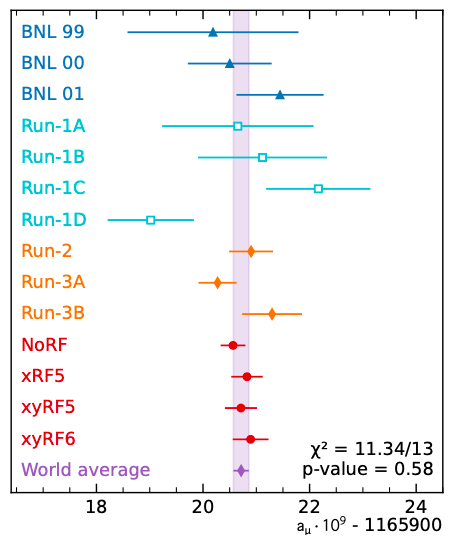 BNL 99
BNL 00
BNL 01
Run-1A
Run-1B
Run-1C
Run-1D
Run-2
Run-3A
Run-3B
NoRF
xRF5
xyRF5
xyRF6
χ² = 11.34/13
World average p-value = 0.58
18 20 22 24
aμ · 10⁹ - 1165900